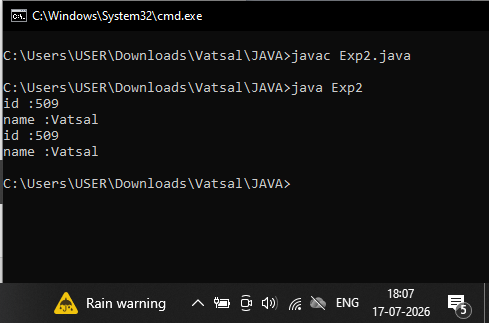 C:\Windows\System32\cmd.exe
C:\Users\USER\Downloads\Vatsal\JAVA>javac Exp2.java
C:\Users\USER\Downloads\Vatsal\JAVA>java Exp2
id :509
name :Vatsal
id :509
name :Vatsal
C:\Users\USER\Downloads\Vatsal\JAVA>
Rain warning
ENG
18:07
17-07-2026
5